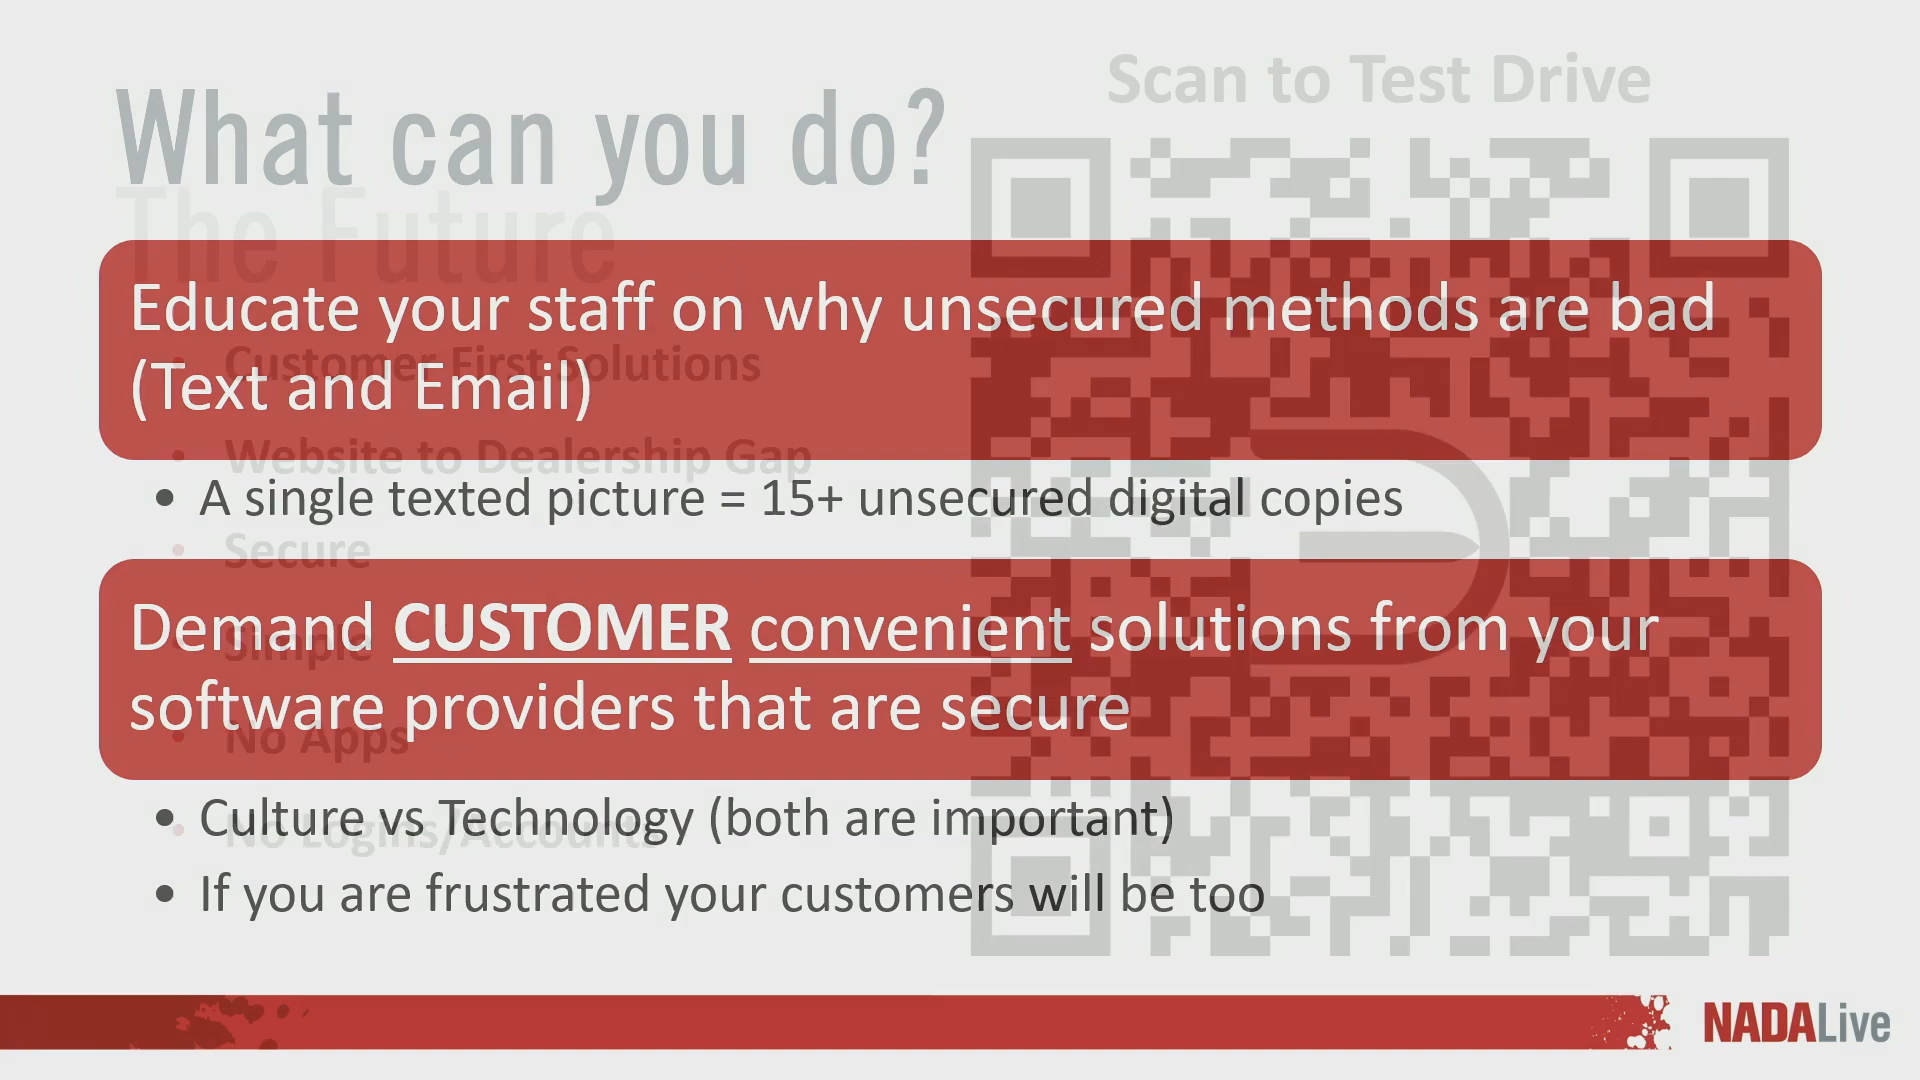 Scan to Test Drive
What can you do?
The Future
Educate your staff on why unsecured methods are bad
(Text and Email)
• Customer First Solutions
• Website to Dealership Gap
• A single texted picture = 15+ unsecured digital copies
• Secure
Demand CUSTOMER convenient solutions from your
• Simple
software providers that are secure
• No Apps
• Culture vs Technology (both are important)
• No Logins/Accounts
• If you are frustrated your customers will be too
NADALive